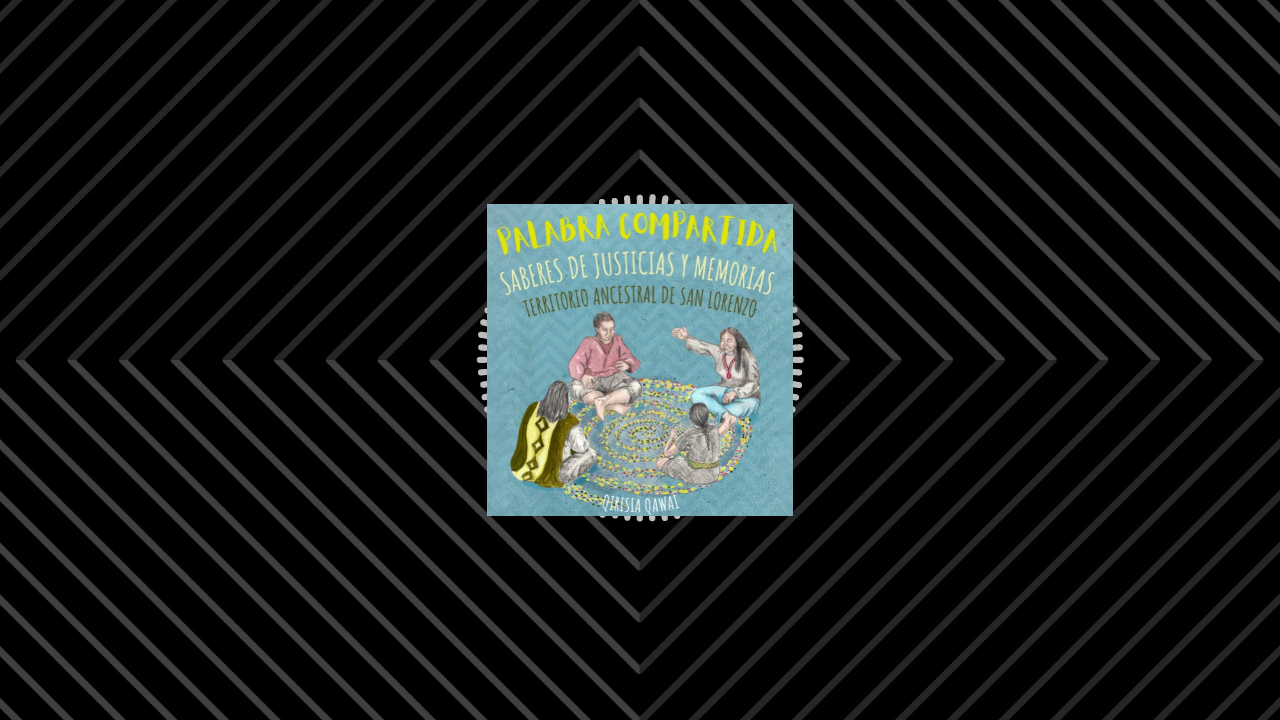 PALABRA COMPARTIDA
SABERES DE JUSTICIAS Y MEMORIAS
TERRITORIO ANCESTRAL DE SAN LORENZO
QIRISIA QAWAI